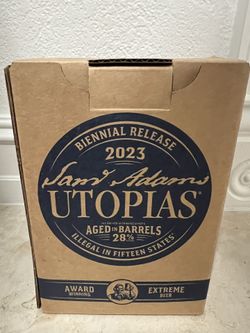 BIENNIAL RELEASE
2023
Sam Adams
UTOPIAS®
AGED IN BARRELS
28%
ILLEGAL IN FIFTEEN STATES
AWARD
WINNING
EXTREME
BEER